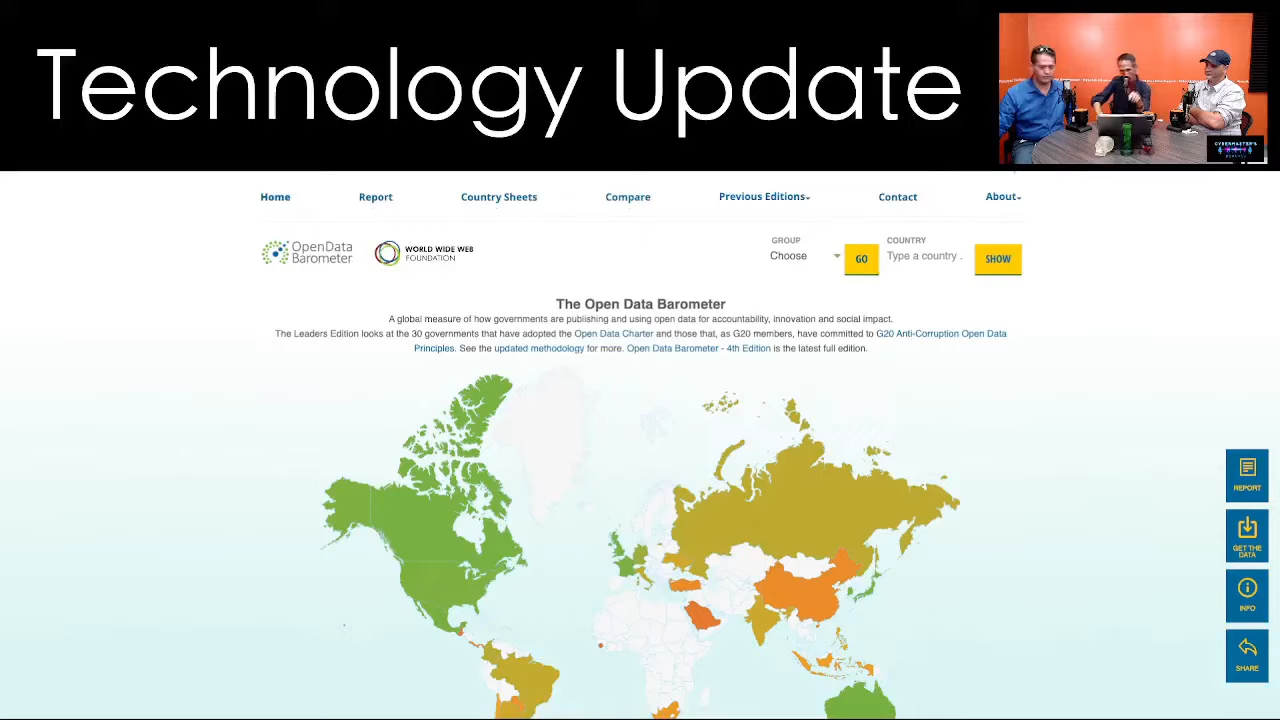 Technology Update
CYBERMASTER'S
PODCAST
Home Report Country Sheets Compare Previous Editions Contact About
OpenData
Barometer
WORLD WIDE WEB
FOUNDATION
GROUP
Choose
GO
COUNTRY
Type a country .
SHOW
The Open Data Barometer
A global measure of how governments are publishing and using open data for accountability, innovation and social impact.
The Leaders Edition looks at the 30 governments that have adopted the Open Data Charter and those that, as G20 members, have committed to G20 Anti-Corruption Open Data
Principles. See the updated methodology for more. Open Data Barometer - 4th Edition is the latest full edition.
REPORT
GET THE
DATA
INFO
SHARE